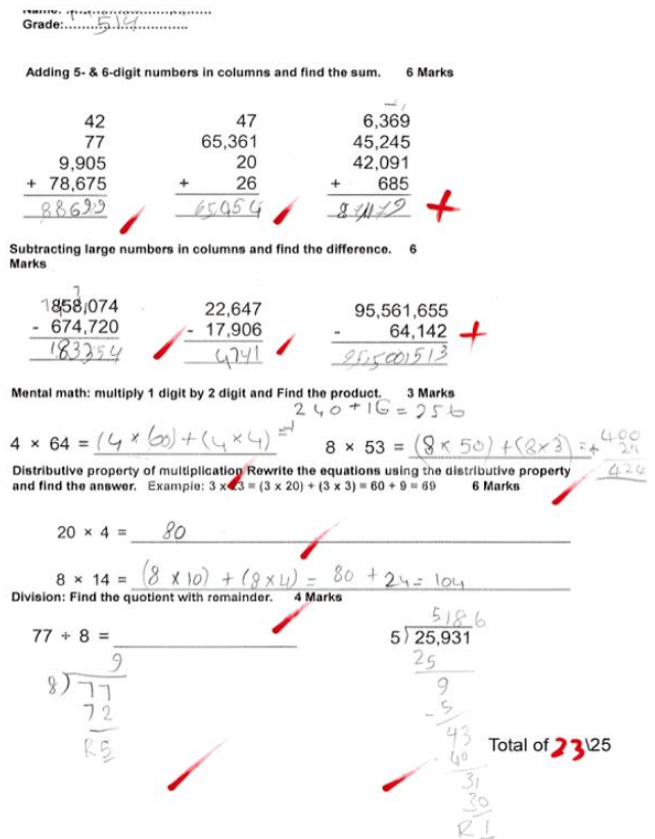 Grade: 514
Adding 5- & 6-digit numbers in columns and find the sum. 6 Marks
42 47 6,369
77 65,361 45,245
9,905 20 42,091
+ 78,675 + 26 + 685
88699 65454
Subtracting large numbers in columns and find the difference. 6
Marks
1858,074 22,647 95,561,655
- 674,720 - 17,906 - 64,142
183354 4741
Mental math: multiply 1 digit by 2 digit and Find the product. 3 Marks
240+16=256
4 × 64 = (4 × 60)+(4 × 4) = 8 × 53 = (8 × 50)+(8×3) = 400
+ 24
424
Distributive property of multiplication Rewrite the equations using the distributive property
and find the answer. Example: 3 x 23 = (3 x 20) + (3 x 3) = 60 + 9 = 69 6 Marks
20 × 4 = 80
8 × 14 = (8 × 10) + (8×4) = 80 + 24 = 104
Division: Find the quotient with remainder. 4 Marks
77 ÷ 8 =
9
8)77
72
R5
5186
5) 25,931
25
9
- 5
43
- 40
31
30
R1
Total of 23\25